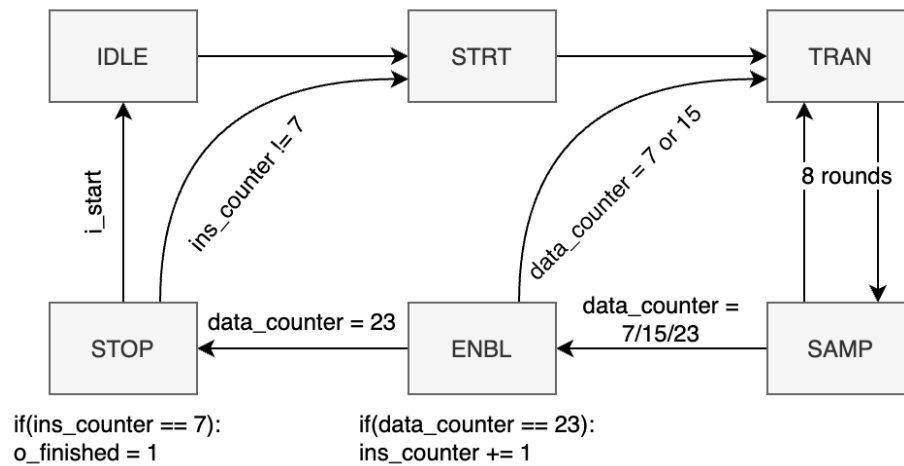 IDLE
STRT
TRAN
i_start
ins_counter != 7
data_counter = 7 or 15
8 rounds
STOP
data_counter = 23
ENBL
data_counter =
7/15/23
SAMP
if(ins_counter == 7):
o_finished = 1
if(data_counter == 23):
ins_counter += 1